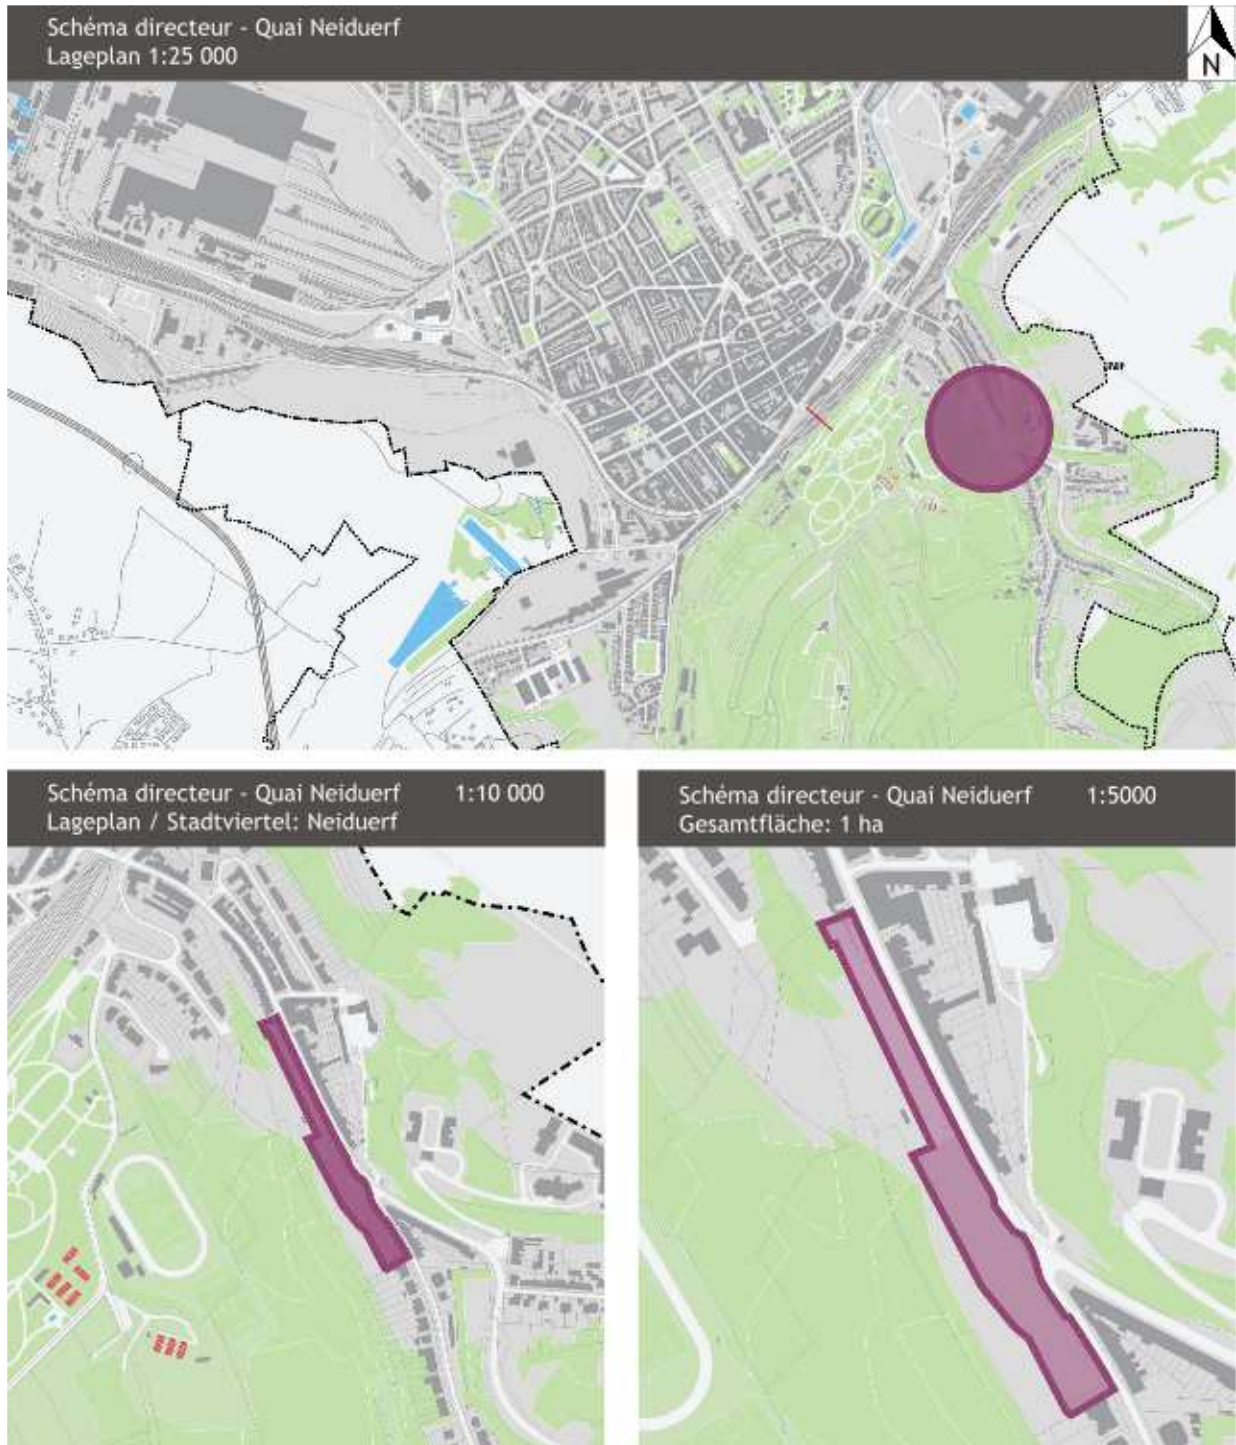 Schéma directeur - Quai Neiduerf
Lageplan 1:25 000
N
Schéma directeur - Quai Neiduerf 1:10 000
Lageplan / Stadtviertel: Neiduerf
Schéma directeur - Quai Neiduerf 1:5000
Gesamtfläche: 1 ha